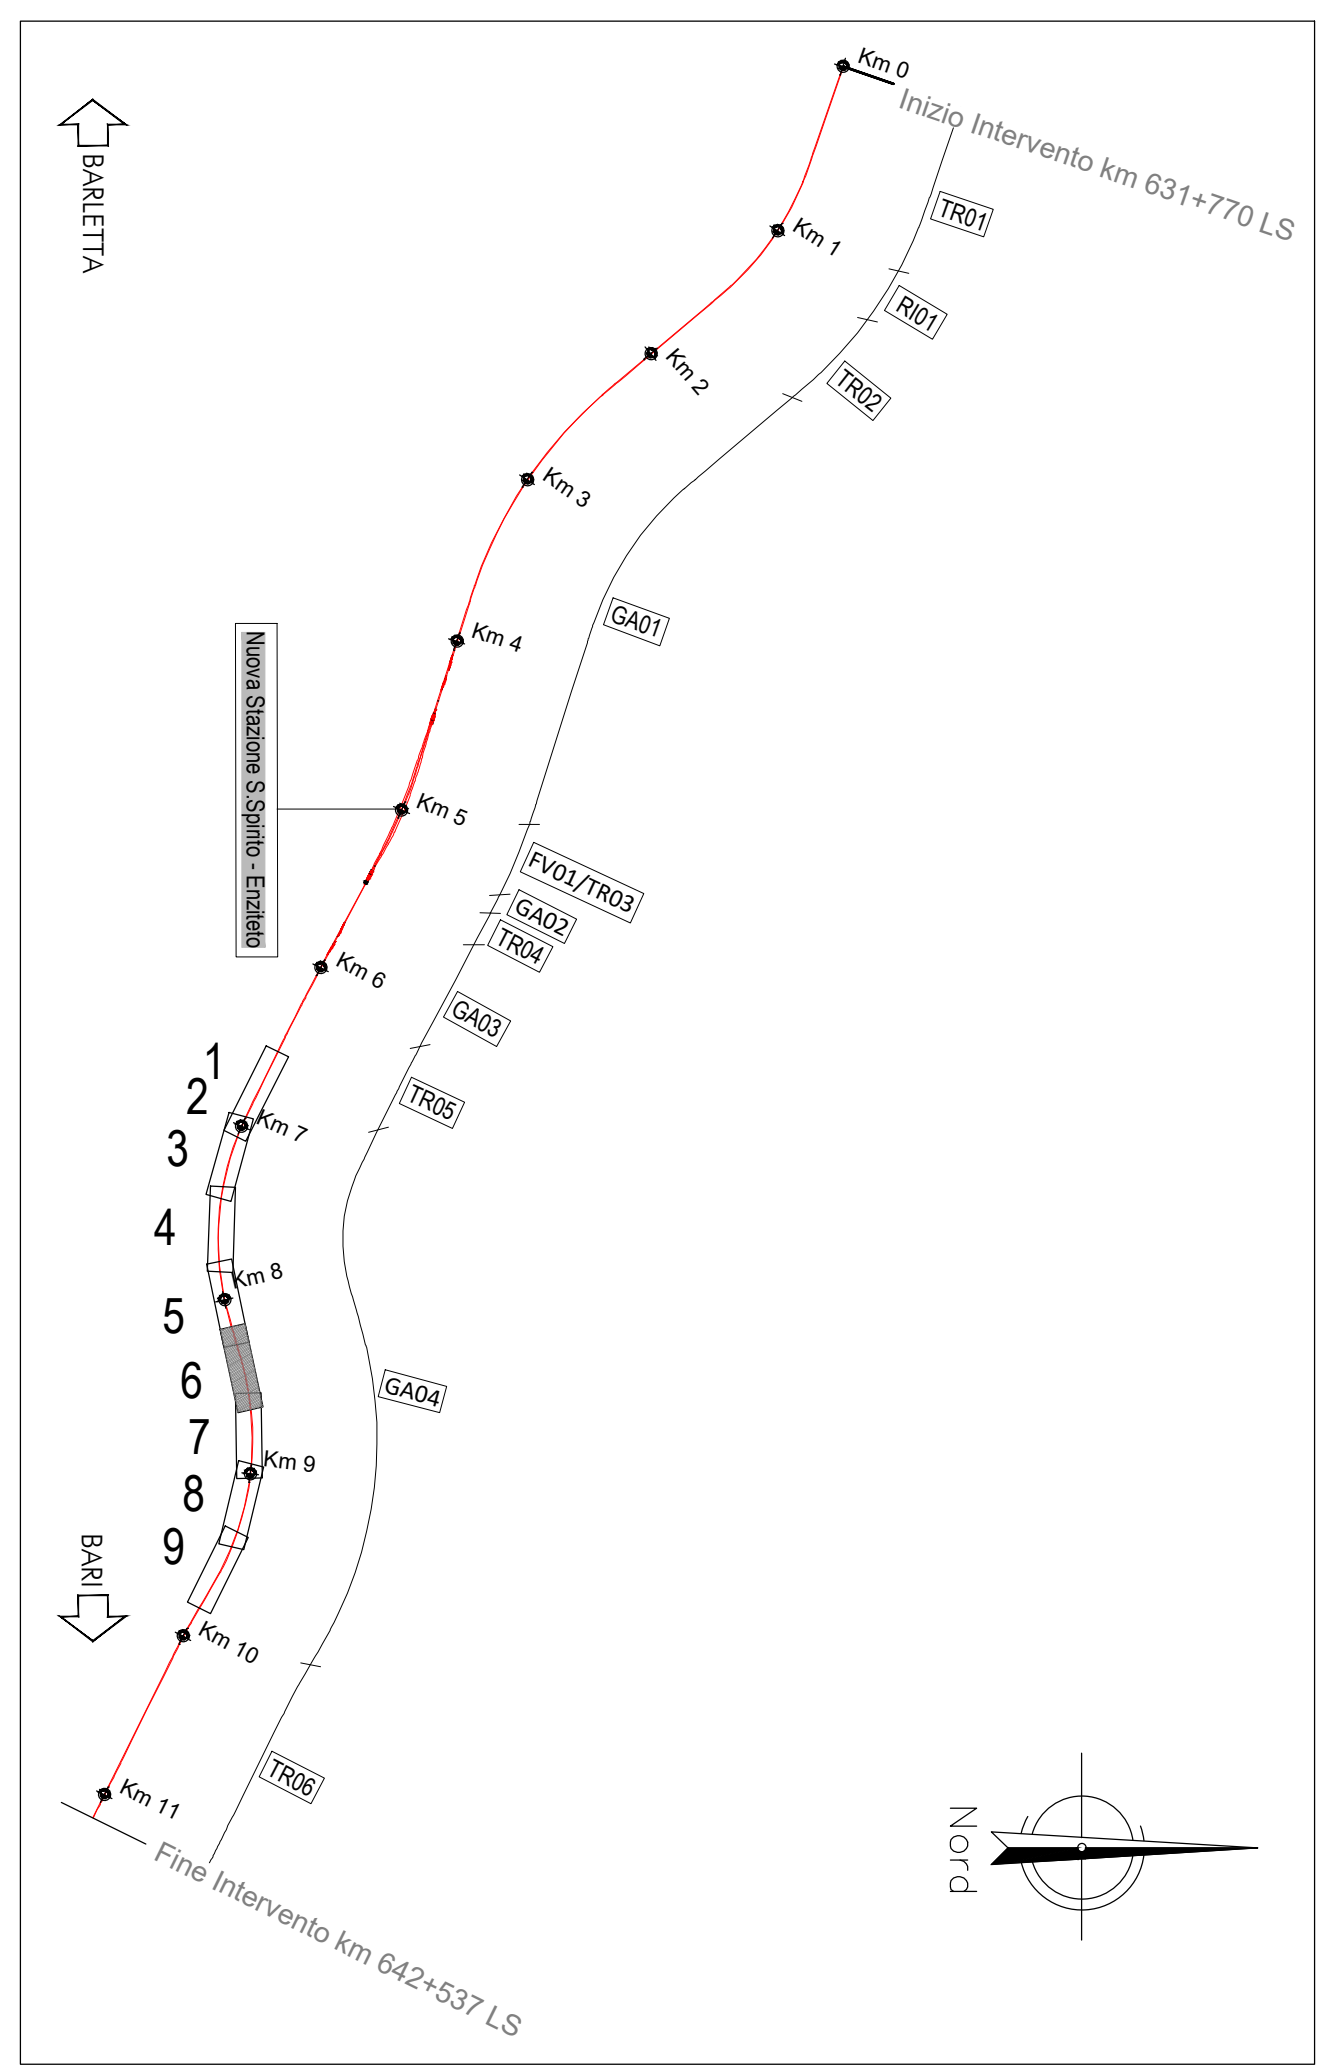 Km 0
Inizio Intervento km 631+770 LS
BARLETTA
TR01
Km 1
RI01
Km 2
TR02
Km 3
GA01
Km 4
Nuova Stazione S.Spirito - Enziteto
Km 5
FV01/TR03
GA02
TR04
Km 6
GA03
1
2
Km 7
TR05
3
4
Km 8
5
6
GA04
7
Km 9
8
9
BARI
Km 10
TR06
Km 11
Fine Intervento km 642+537 LS
Nord